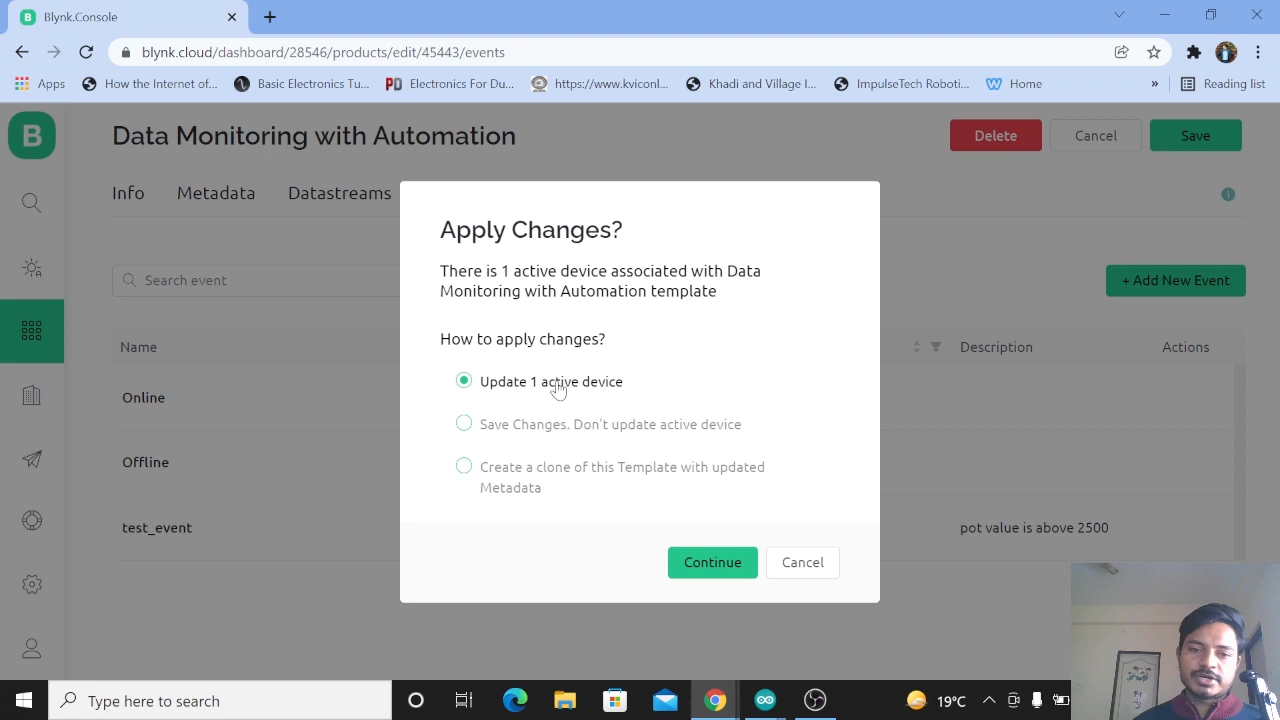 Blynk.Console
blynk.cloud/dashboard/28546/products/edit/45443/events
Apps
How the Internet of...
Basic Electronics Tu...
PD
Electronics For Du...
https://www.kviconl...
Khadi and Village I...
ImpulseTech Roboti...
Home
»
Reading list
B
Data Monitoring with Automation
Delete
Cancel
Save
Info
Metadata
Datastreams
Search event
+ Add New Event
Name
Description
Actions
Online
Offline
test_event
pot value is above 2500
Apply Changes?
There is 1 active device associated with Data
Monitoring with Automation template
How to apply changes?
Update 1 active device
Save Changes. Don't update active device
Create a clone of this Template with updated
Metadata
Continue
Cancel
Type here to search
19°C